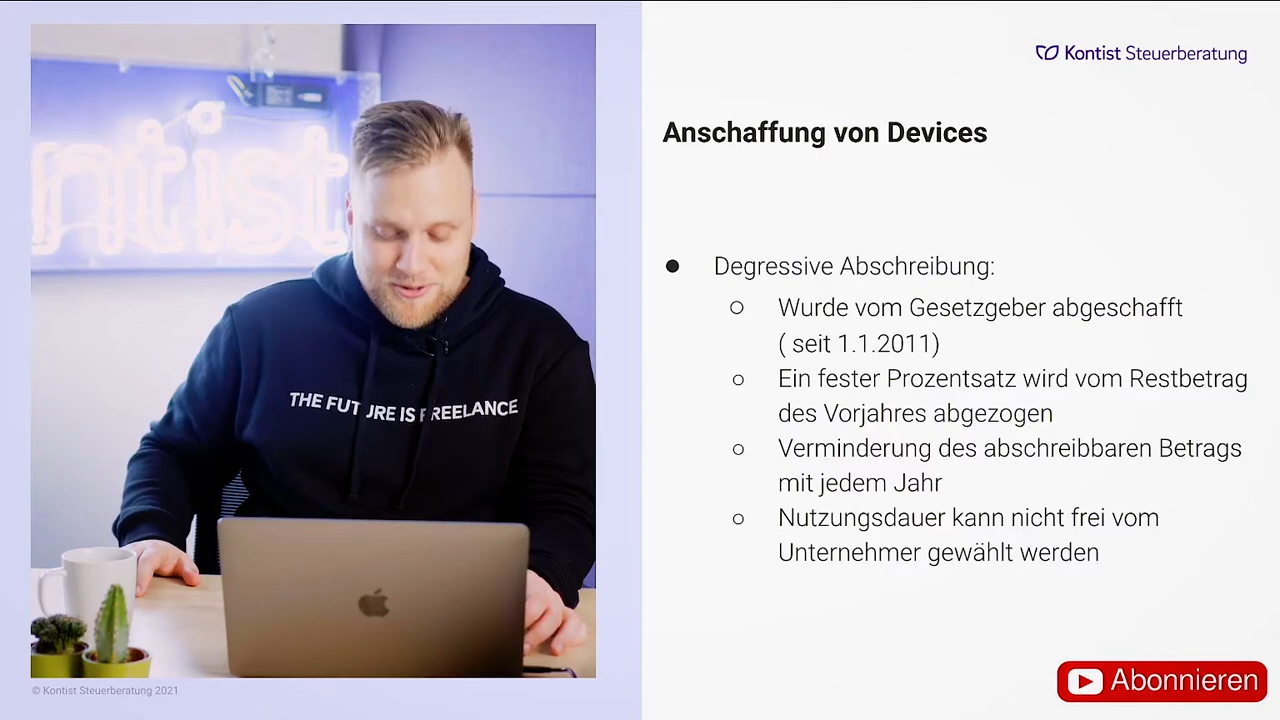 ntist
THE FUTURE IS FREELANCE
© Kontist Steuerberatung 2021
Kontist Steuerberatung
Anschaffung von Devices
● Degressive Abschreibung:
○ Wurde vom Gesetzgeber abgeschafft
( seit 1.1.2011)
○ Ein fester Prozentsatz wird vom Restbetrag
des Vorjahres abgezogen
○ Verminderung des abschreibbaren Betrags
mit jedem Jahr
○ Nutzungsdauer kann nicht frei vom
Unternehmer gewählt werden
Abonnieren